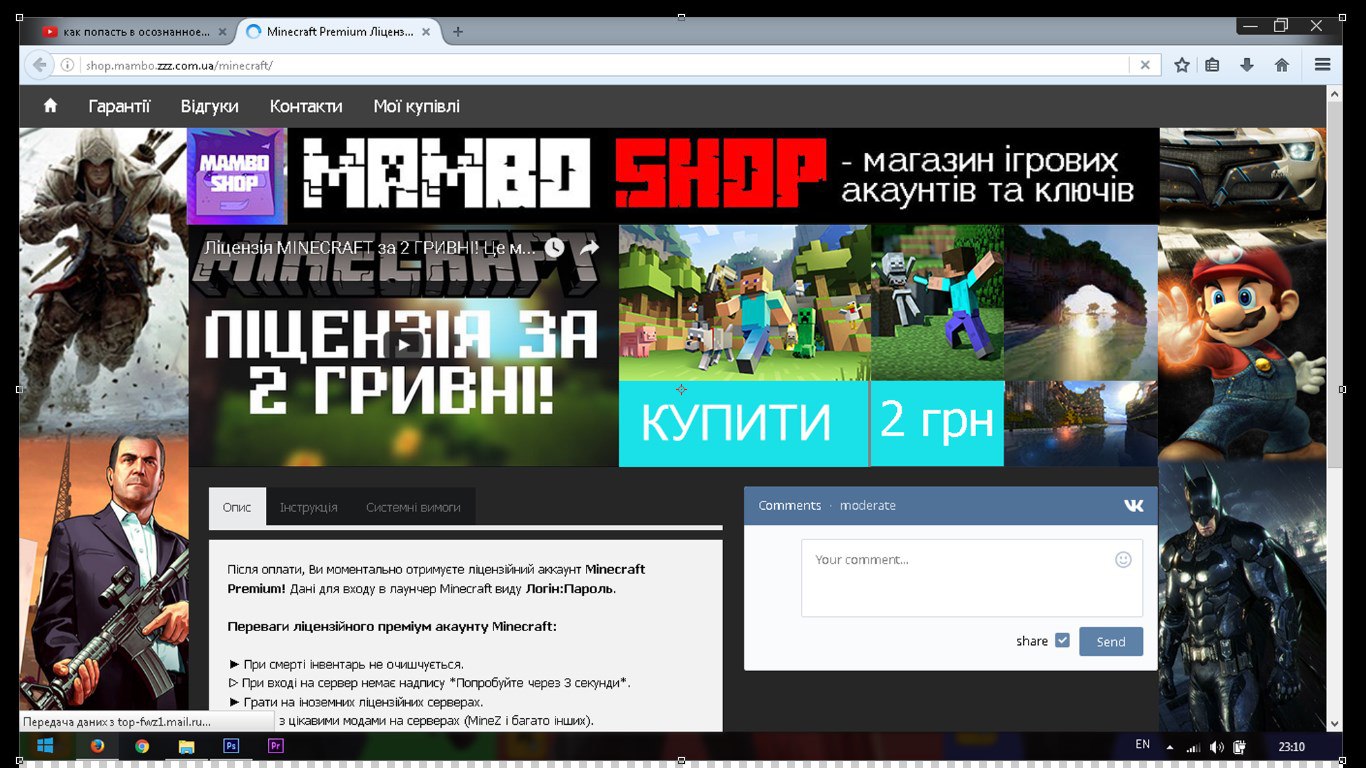 как попасть в осознанное...
Minecraft Premium Ліценз...
shop.mambo.zzz.com.ua/minecraft/
Гарантії Відгуки Контакти Мої купівлі
MAMBO
SHOP
MAMBO SHOP
- магазин ігрових
акаунтів та ключів
Ліцензія MINECRAFT за 2 ГРИВНІ! Це м...
MINECRAFT
ЛІЦЕНЗІЯ ЗА
2 ГРИВНІ!
КУПИТИ 2 грн
Опис Інструкція Системні вимоги
Comments · moderate
Your comment...
share Send
Після оплати, Ви моментально отримуєте ліцензійний аккаунт Minecraft
Premium! Дані для входу в лаунчер Minecraft виду Логін:Пароль.
Переваги ліцензійного преміум акаунту Minecraft:
► При смерті інвентарь не очишчується.
▷ При вході на сервер немає надпису *Попробуйте через 3 секунди*.
► Грати на іноземних ліцензійних серверах.
з цікавими модами на серверах (MineZ і багато інших).
Передача даних з top-fwz1.mail.ru...
Ps Pr EN 23:10